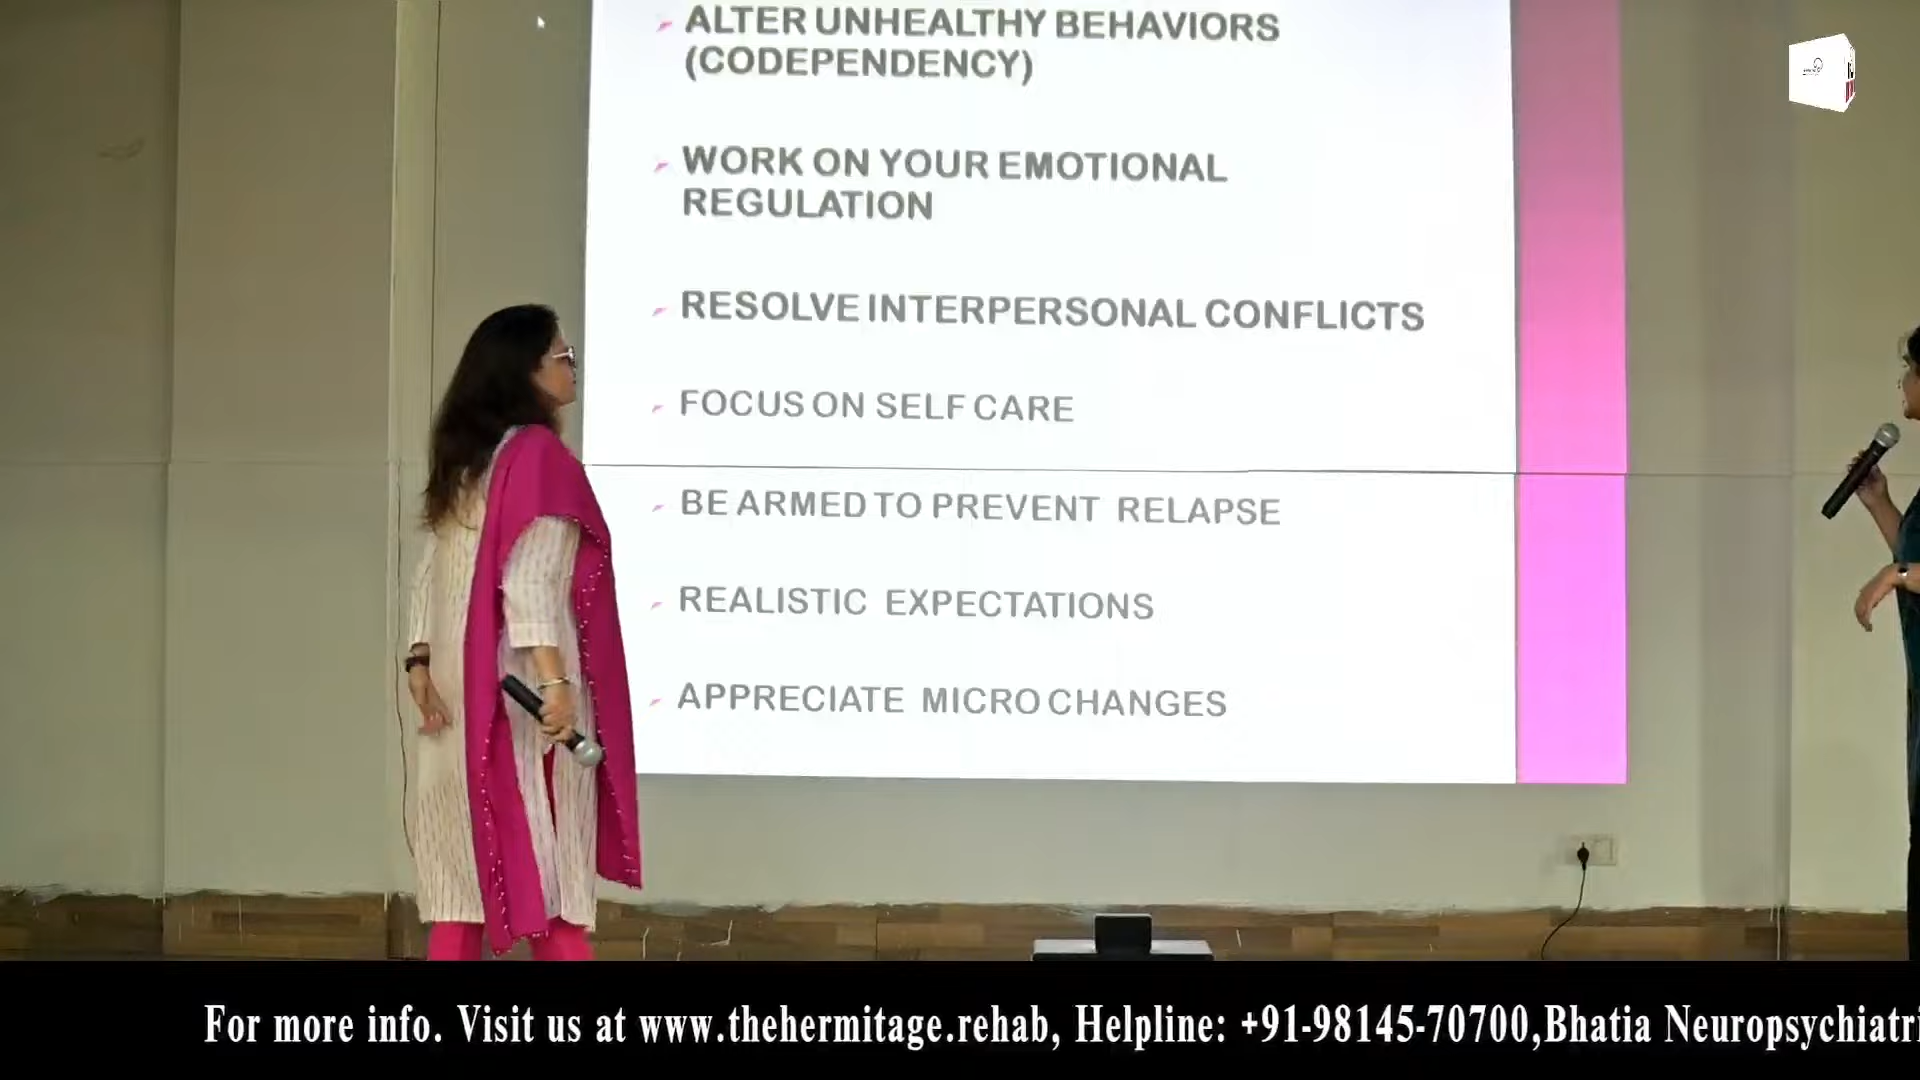 ALTER UNHEALTHY BEHAVIORS
(CODEPENDENCY)
WORK ON YOUR EMOTIONAL
REGULATION
RESOLVE INTERPERSONAL CONFLICTS
FOCUS ON SELF CARE
BE ARMED TO PREVENT RELAPSE
REALISTIC EXPECTATIONS
APPRECIATE MICRO CHANGES
For more info. Visit us at www.thehermitage.rehab, Helpline: +91-98145-70700,Bhatia Neuropsychiatri